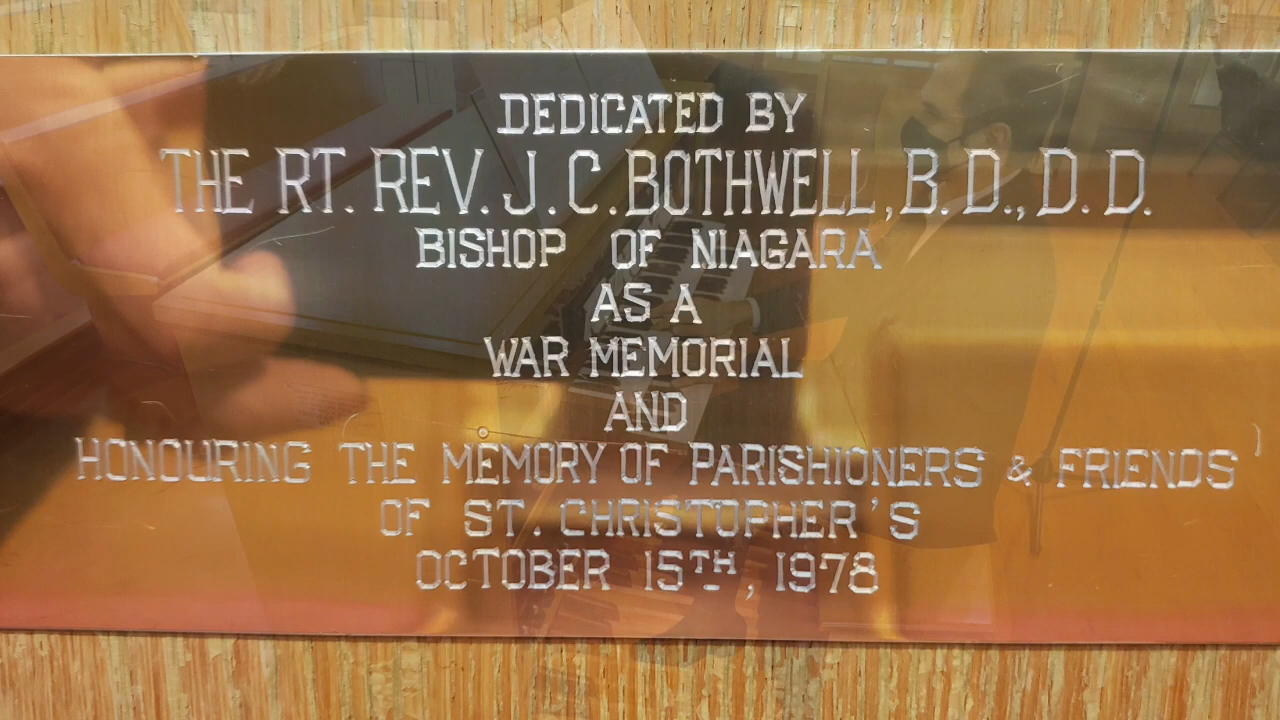 DEDICATED BY
THE RT. REV. J. C. BOTHWELL, B. D., D. D.
BISHOP OF NIAGARA
AS A
WAR MEMORIAL
AND
HONOURING THE MEMORY OF PARISHIONERS & FRIENDS
OF ST. CHRISTOPHER'S
OCTOBER 15TH, 1978